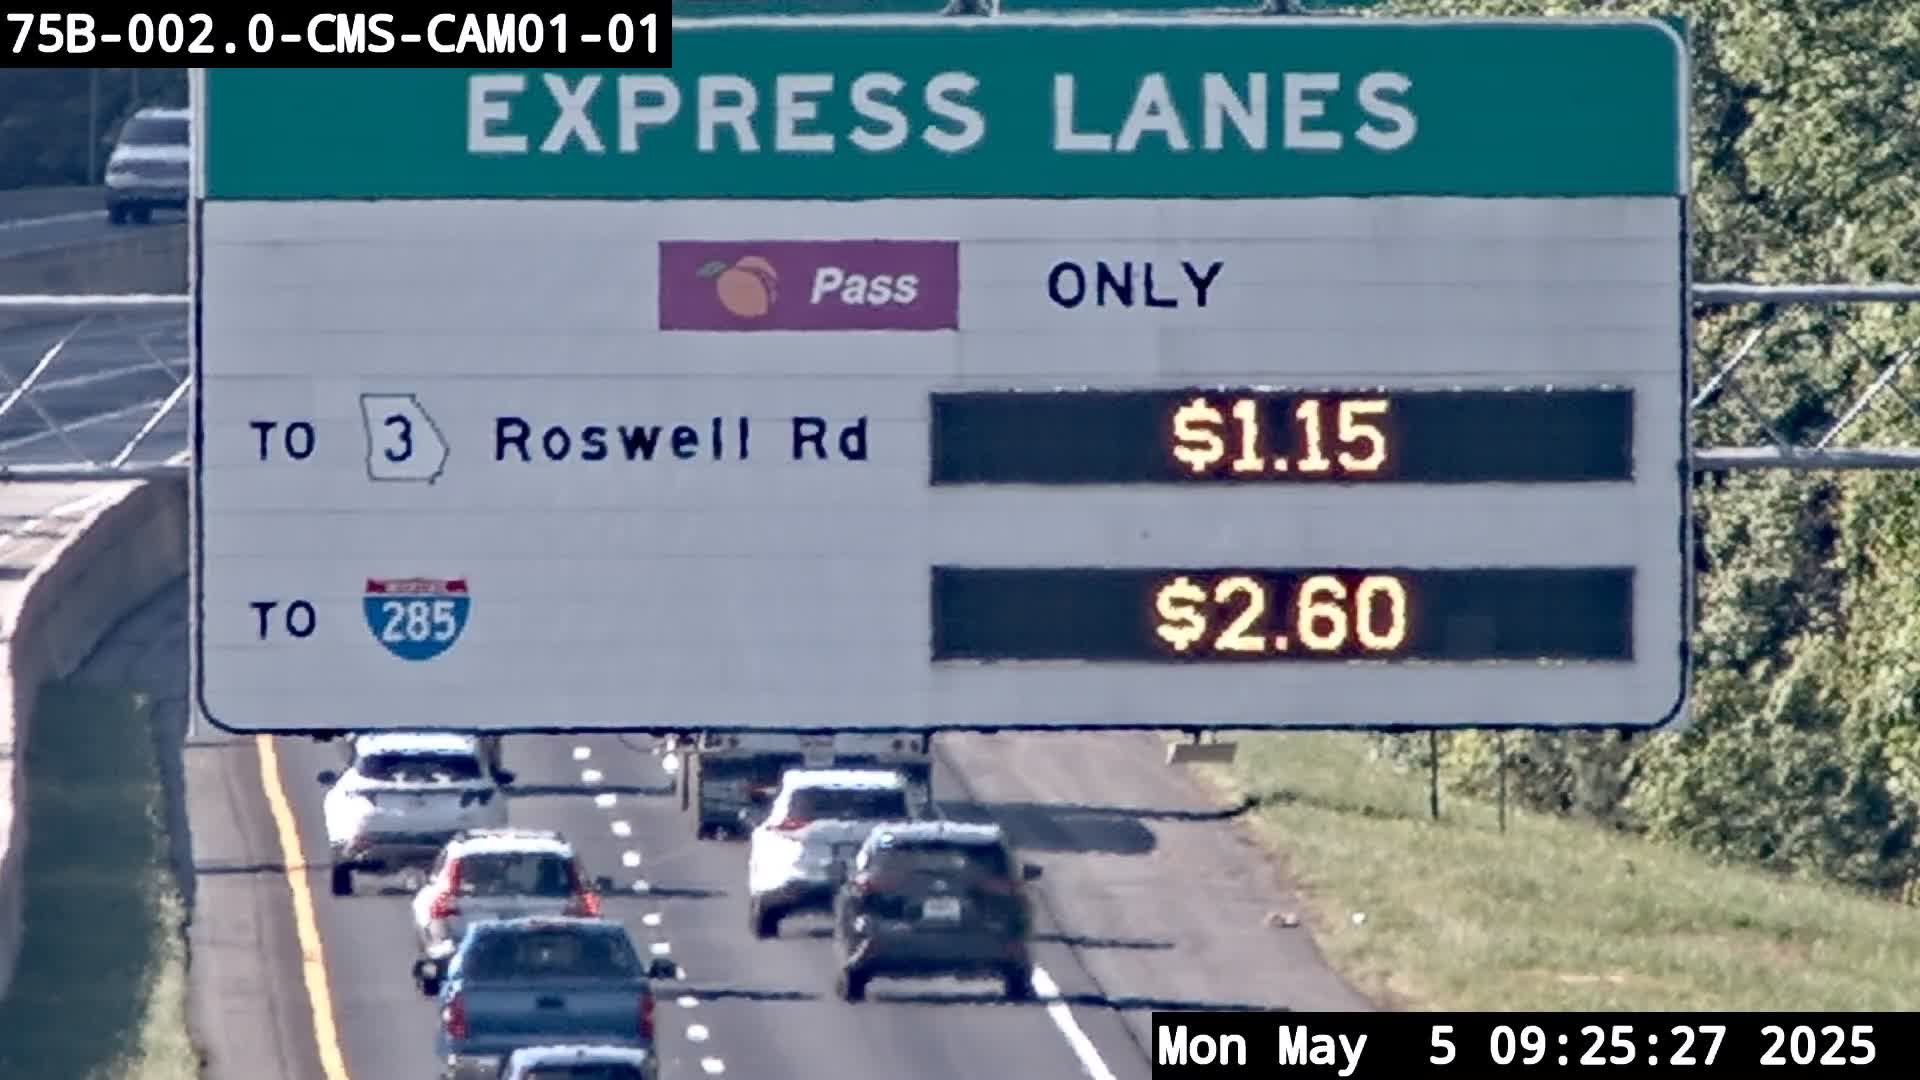 75B-002.0-CMS-CAM01-01
EXPRESS LANES
Pass ONLY
TO 3 Roswell Rd $1.15
TO 285 $2.60
Mon May 5 09:25:27 2025